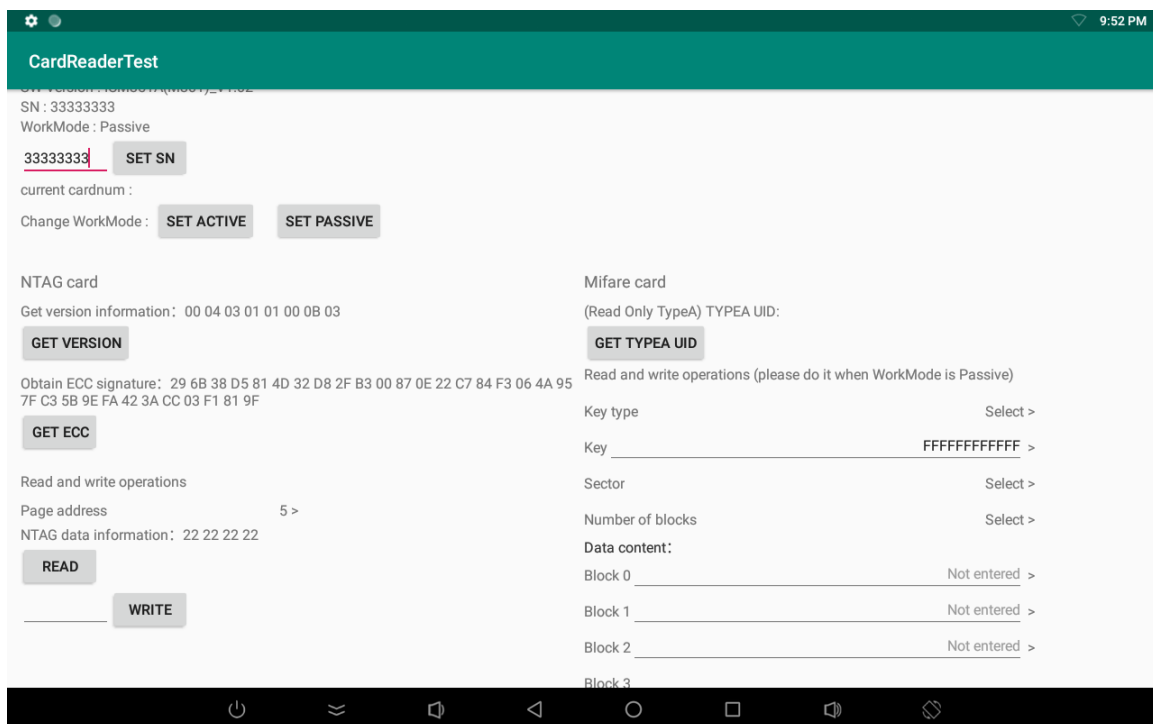 9:52 PM
CardReaderTest
SN : 33333333
WorkMode : Passive
33333333 SET SN
current cardnum :
Change WorkMode : SET ACTIVE SET PASSIVE
NTAG card
Get version information：00 04 03 01 01 00 0B 03
GET VERSION
Obtain ECC signature：29 6B 38 D5 81 4D 32 D8 2F B3 00 87 0E 22 C7 84 F3 06 4A 95
7F C3 5B 9E FA 42 3A CC 03 F1 81 9F
GET ECC
Read and write operations
Page address 5 >
NTAG data information：22 22 22 22
READ
WRITE
Mifare card
(Read Only TypeA) TYPEA UID:
GET TYPEA UID
Read and write operations (please do it when WorkMode is Passive)
Key type Select >
Key FFFFFFFFFFFF >
Sector Select >
Number of blocks Select >
Data content：
Block 0 Not entered >
Block 1 Not entered >
Block 2 Not entered >
Block 3